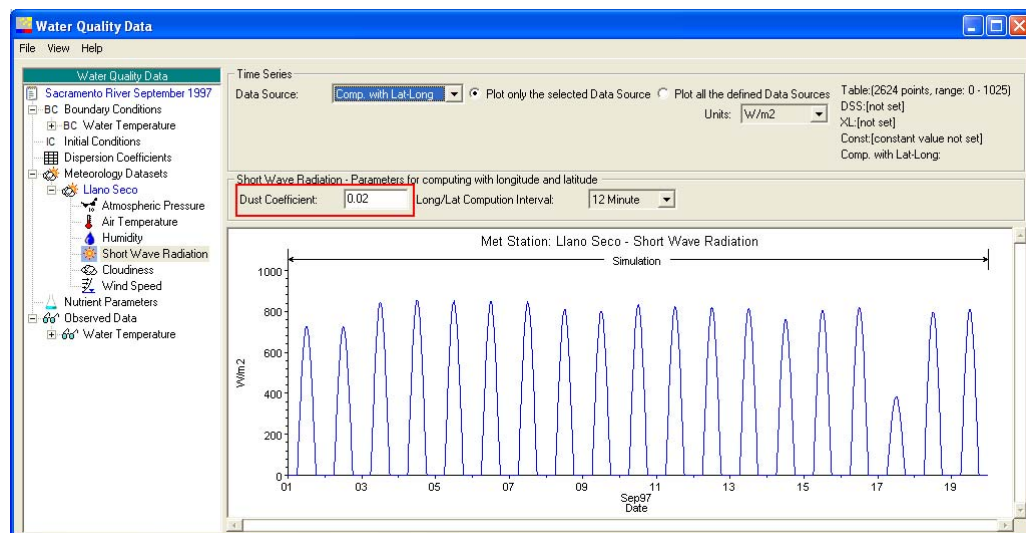 Water Quality Data
File View Help
Water Quality Data
Sacramento River September 1997
BC Boundary Conditions
BC Water Temperature
IC Initial Conditions
Dispersion Coefficients
Meteorology Datasets
Llano Seco
Atmospheric Pressure
Air Temperature
Humidity
Short Wave Radiation
Cloudiness
Wind Speed
Nutrient Parameters
Observed Data
Water Temperature
Time Series
Data Source: Comp. with Lat-Long Plot only the selected Data Source Plot all the defined Data Sources
Units: W/m2
Table:(2624 points, range: 0 - 1025)
DSS:[not set]
XL:[not set]
Const:[constant value not set]
Comp. with Lat-Long:
Short Wave Radiation - Parameters for computing with longitude and latitude
Dust Coefficient: 0.02 Long/Lat Compution Interval: 12 Minute
Met Station: Llano Seco - Short Wave Radiation
Simulation
1000
800
600
400
200
0
W/m2
01 03 05 07 09 11 13 15 17 19
Sep97
Date